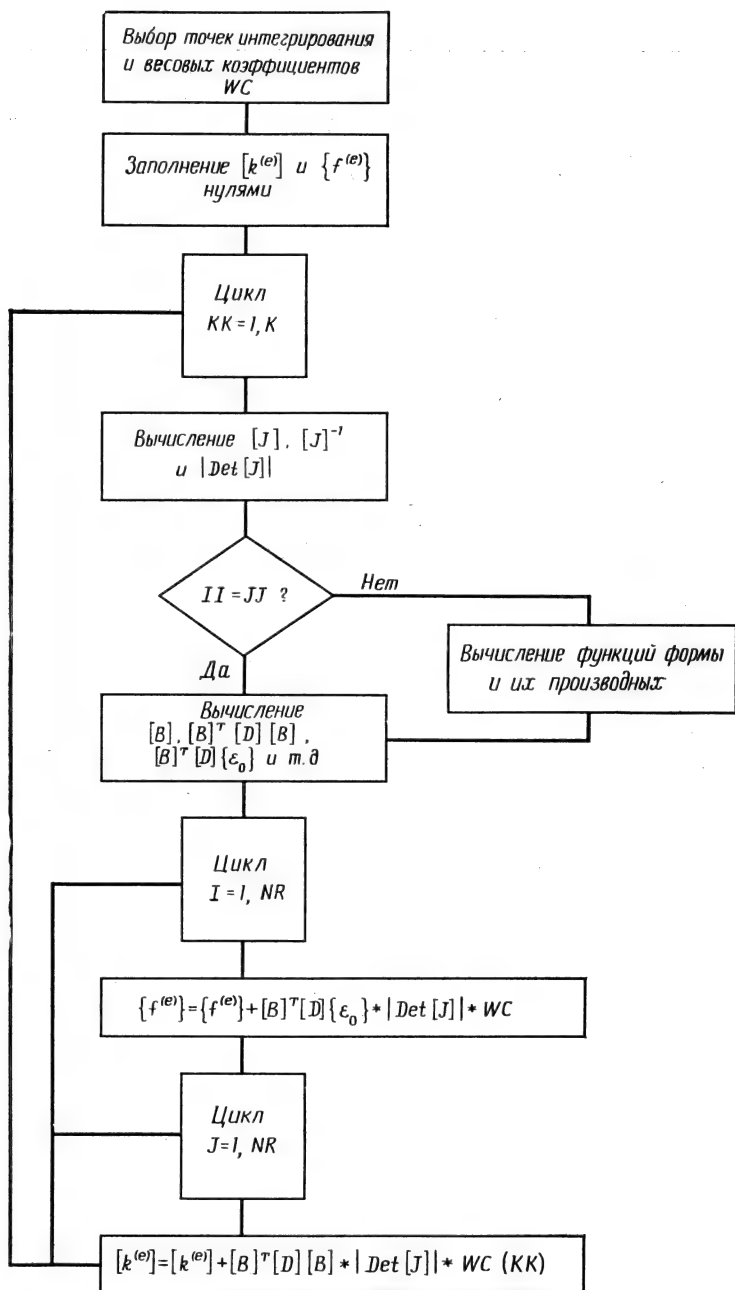 Выбор точек интегрирования
и весовых коэффициентов
WC
Заполнение [k⁽ᵉ⁾] и {f⁽ᵉ⁾}
нулями
Цикл
KK=1, K
Вычисление [J], [J]⁻¹
и |Det[J]|
II=JJ ?
Нет
Вычисление функций формы
и их производных
Да
Вычисление
[B], [B]ᵀ [D] [B],
[B]ᵀ [D]{ε₀} и т.д
Цикл
I=1, NR
{f⁽ᵉ⁾}={f⁽ᵉ⁾}+[B]ᵀ[D]{ε₀}*|Det[J]|*WC
Цикл
J=1, NR
[k⁽ᵉ⁾]=[k⁽ᵉ⁾]+[B]ᵀ[D][B]*|Det[J]|* WC (KK)